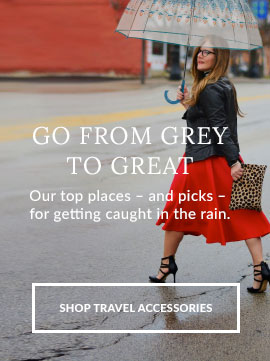 GO FROM GREY
TO GREAT
Our top places – and picks –
for getting caught in the rain.
SHOP TRAVEL ACCESSORIES